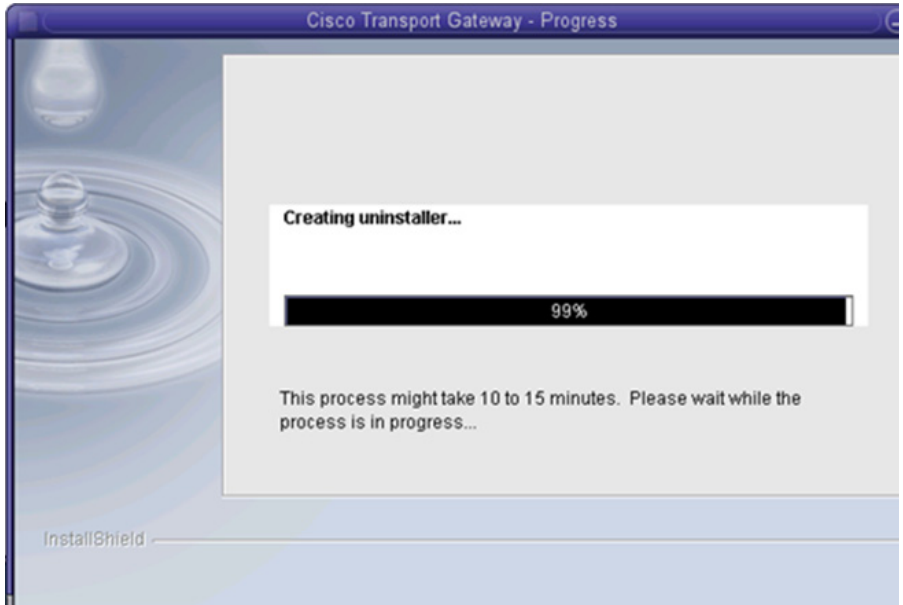 Cisco Transport Gateway - Progress
Creating uninstaller...
99%
This process might take 10 to 15 minutes. Please wait while the
process is in progress...
InstallShield